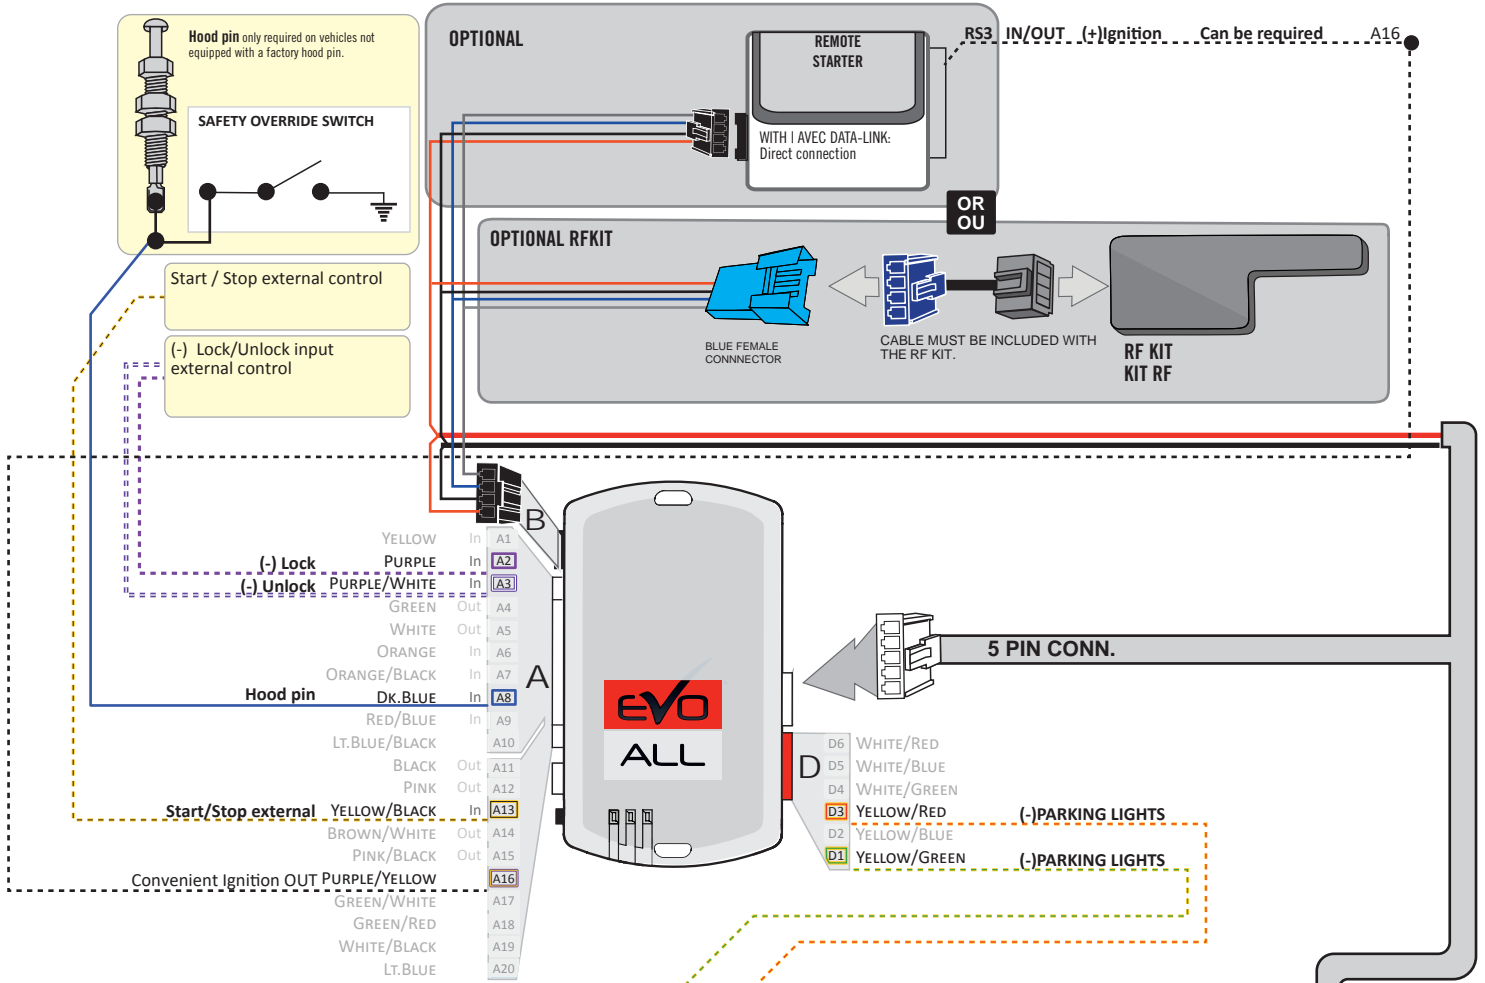 Hood pin only required on vehicles not
equipped with a factory hood pin.
SAFETY OVERRIDE SWITCH
OPTIONAL
REMOTE
STARTER
WITH | AVEC DATA-LINK:
Direct connection
RS3 IN/OUT (+)Ignition Can be required A16
OR
OU
Start / Stop external control
(-) Lock/Unlock input
external control
OPTIONAL RFKIT
BLUE FEMALE
CONNNECTOR
CABLE MUST BE INCLUDED WITH
THE RF KIT.
RF KIT
KIT RF
B
A
YELLOW In A1
(-) Lock PURPLE In A2
(-) Unlock PURPLE/WHITE In A3
GREEN Out A4
WHITE Out A5
ORANGE In A6
ORANGE/BLACK In A7
Hood pin DK.BLUE In A8
RED/BLUE In A9
LT.BLUE/BLACK A10
BLACK Out A11
PINK Out A12
Start/Stop external YELLOW/BLACK In A13
BROWN/WHITE Out A14
PINK/BLACK Out A15
Convenient Ignition OUT PURPLE/YELLOW A16
GREEN/WHITE A17
GREEN/RED A18
WHITE/BLACK A19
LT.BLUE A20
EVO
ALL
5 PIN CONN.
D
D6 WHITE/RED
D5 WHITE/BLUE
D4 WHITE/GREEN
D3 YELLOW/RED (-)PARKING LIGHTS
D2 YELLOW/BLUE
D1 YELLOW/GREEN (-)PARKING LIGHTS